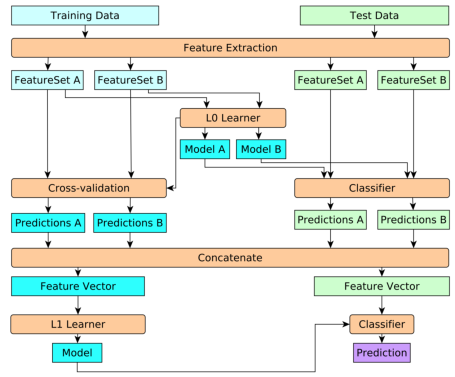 Training Data
Test Data
Feature Extraction
FeatureSet A
FeatureSet B
FeatureSet A
FeatureSet B
L0 Learner
Model A
Model B
Cross-validation
Classifier
Predictions A
Predictions B
Predictions A
Predictions B
Concatenate
Feature Vector
Feature Vector
L1 Learner
Classifier
Model
Prediction